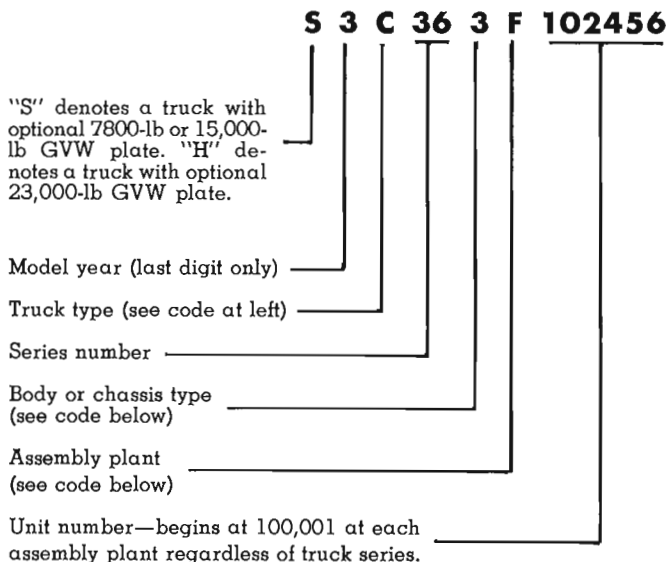 S 3 C 36 3 F 102456
"S" denotes a truck with
optional 7800-lb or 15,000-
lb GVW plate. "H" de-
notes a truck with optional
23,000-lb GVW plate.
Model year (last digit only)
Truck type (see code at left)
Series number
Body or chassis type
(see code below)
Assembly plant
(see code below)
Unit number—begins at 100,001 at each
assembly plant regardless of truck series.